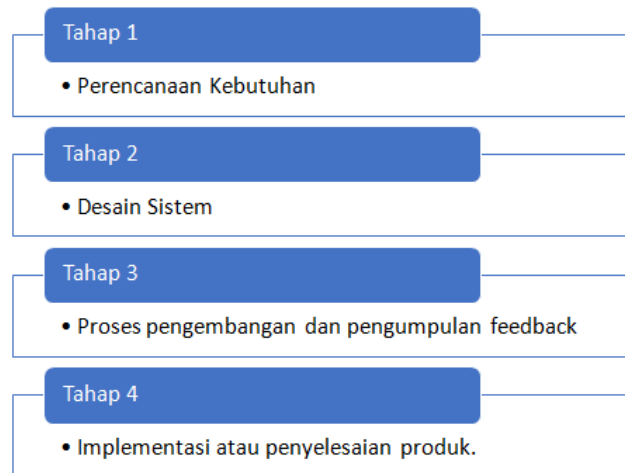 Tahap 1
• Perencanaan Kebutuhan
Tahap 2
• Desain Sistem
Tahap 3
• Proses pengembangan dan pengumpulan feedback
Tahap 4
• Implementasi atau penyelesaian produk.